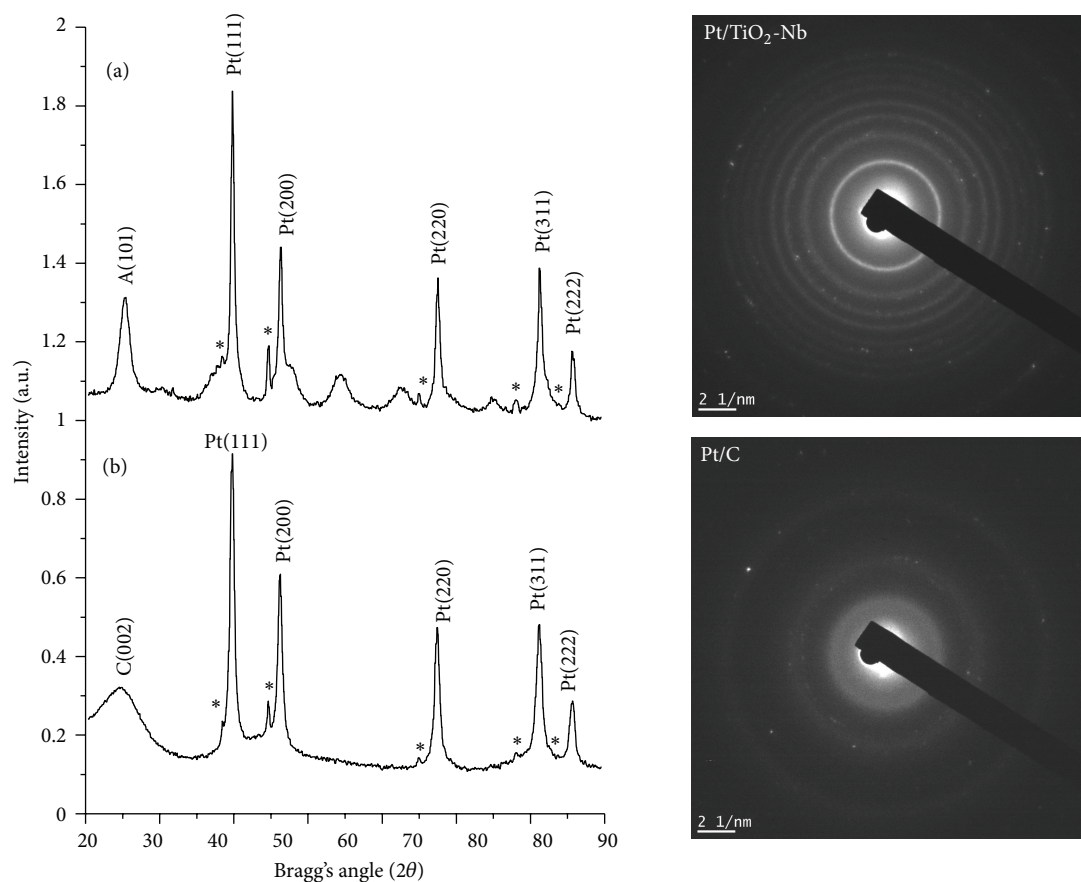 2
(a)
Pt(111)
1.8
1.6
Pt(200)
A(101)
Pt(220)
Pt(311)
1.4
Pt(222)
*
*
1.2
*
*
*
1
Intensity (a.u.)
Pt(111)
(b)
0.8
Pt(200)
0.6
Pt(220)
Pt(311)
C(002)
Pt(222)
0.4
*
*
0.2
*
*
*
0
20 30 40 50 60 70 80 80 90
Bragg's angle (2θ)
Pt/TiO₂-Nb
2 1/nm
Pt/C
2 1/nm